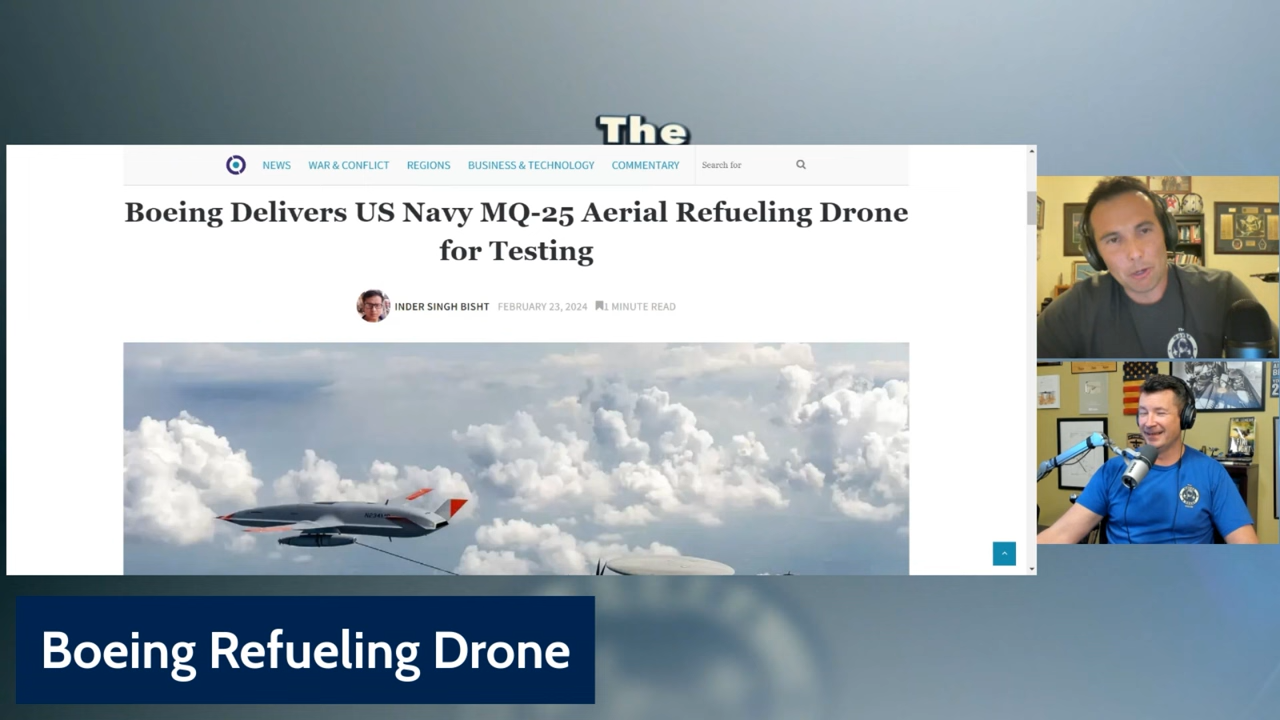 The
NEWS WAR & CONFLICT REGIONS BUSINESS & TECHNOLOGY COMMENTARY Search for
Boeing Delivers US Navy MQ-25 Aerial Refueling Drone
for Testing
INDER SINGH BISHT FEBRUARY 23, 2024 1 MINUTE READ
Boeing Refueling Drone